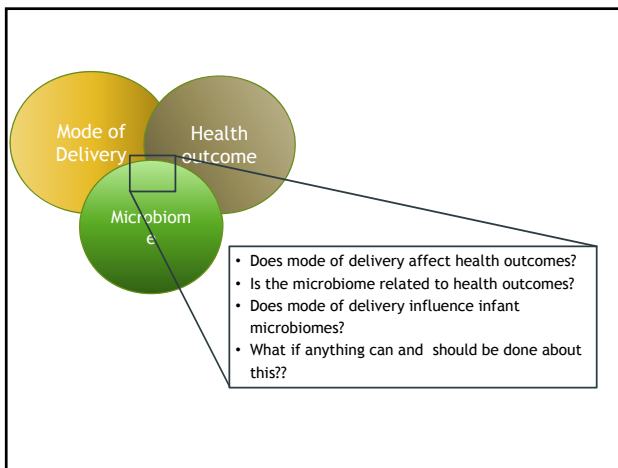 Mode of
Delivery
Health
outcome
Microbiom
e
• Does mode of delivery affect health outcomes?
• Is the microbiome related to health outcomes?
• Does mode of delivery influence infant
microbiomes?
• What if anything can and should be done about
this??